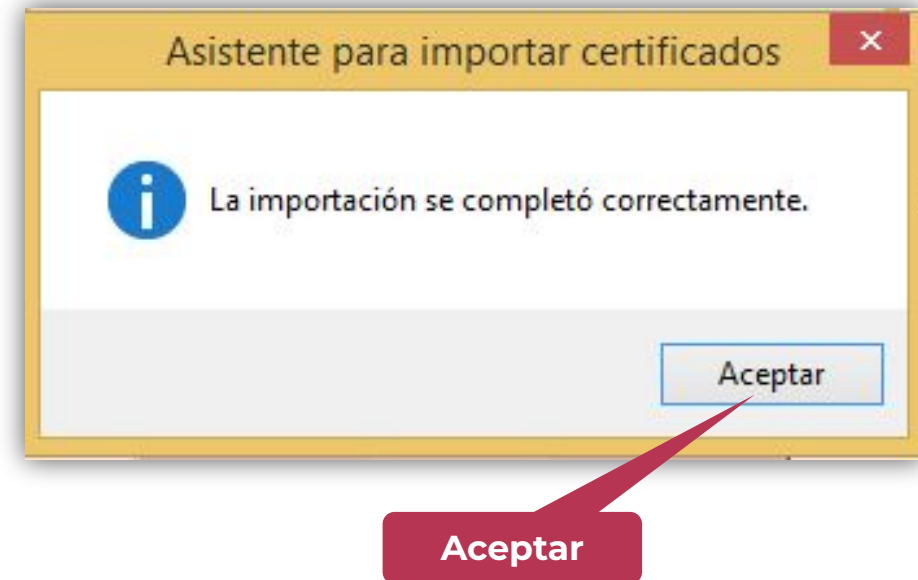 Asistente para importar certificados
La importación se completó correctamente.
Aceptar
Aceptar